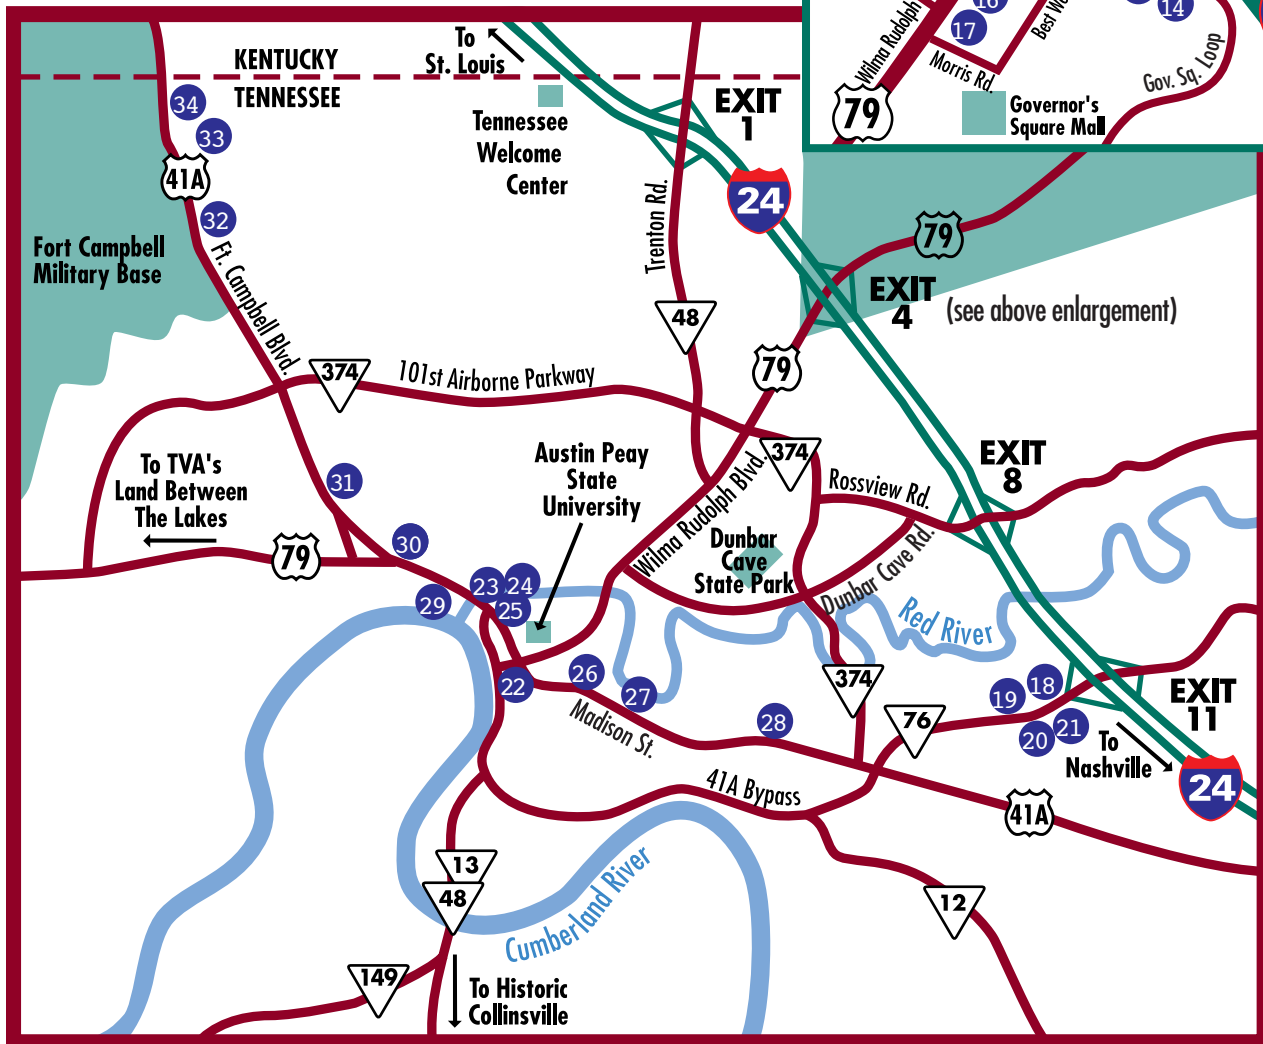 KENTUCKY
TENNESSEE
To
St. Louis
Tennessee
Welcome
Center
EXIT
1
24
Wilma Rudolph
16
17
14
Morris Rd.
Gov. Sq. Loop
79
Governor's
Square Mall
34
33
41A
32
Fort Campbell
Military Base
Ft. Campbell Blvd.
Trenton Rd.
48
79
EXIT
4
(see above enlargement)
79
374
101st Airborne Parkway
374
To TVA's
Land Between
The Lakes
31
79
30
Austin Peay
State
University
Wilma Rudolph Blvd.
Rossview Rd.
EXIT
8
Dunbar
Cave
State Park
Dunbar Cave Rd.
23
24
25
29
Red River
22
26
27
28
Madison St.
374
76
19
18
20
21
EXIT
11
To
Nashville
24
41A Bypass
41A
13
48
Cumberland River
12
149
To Historic
Collinsville